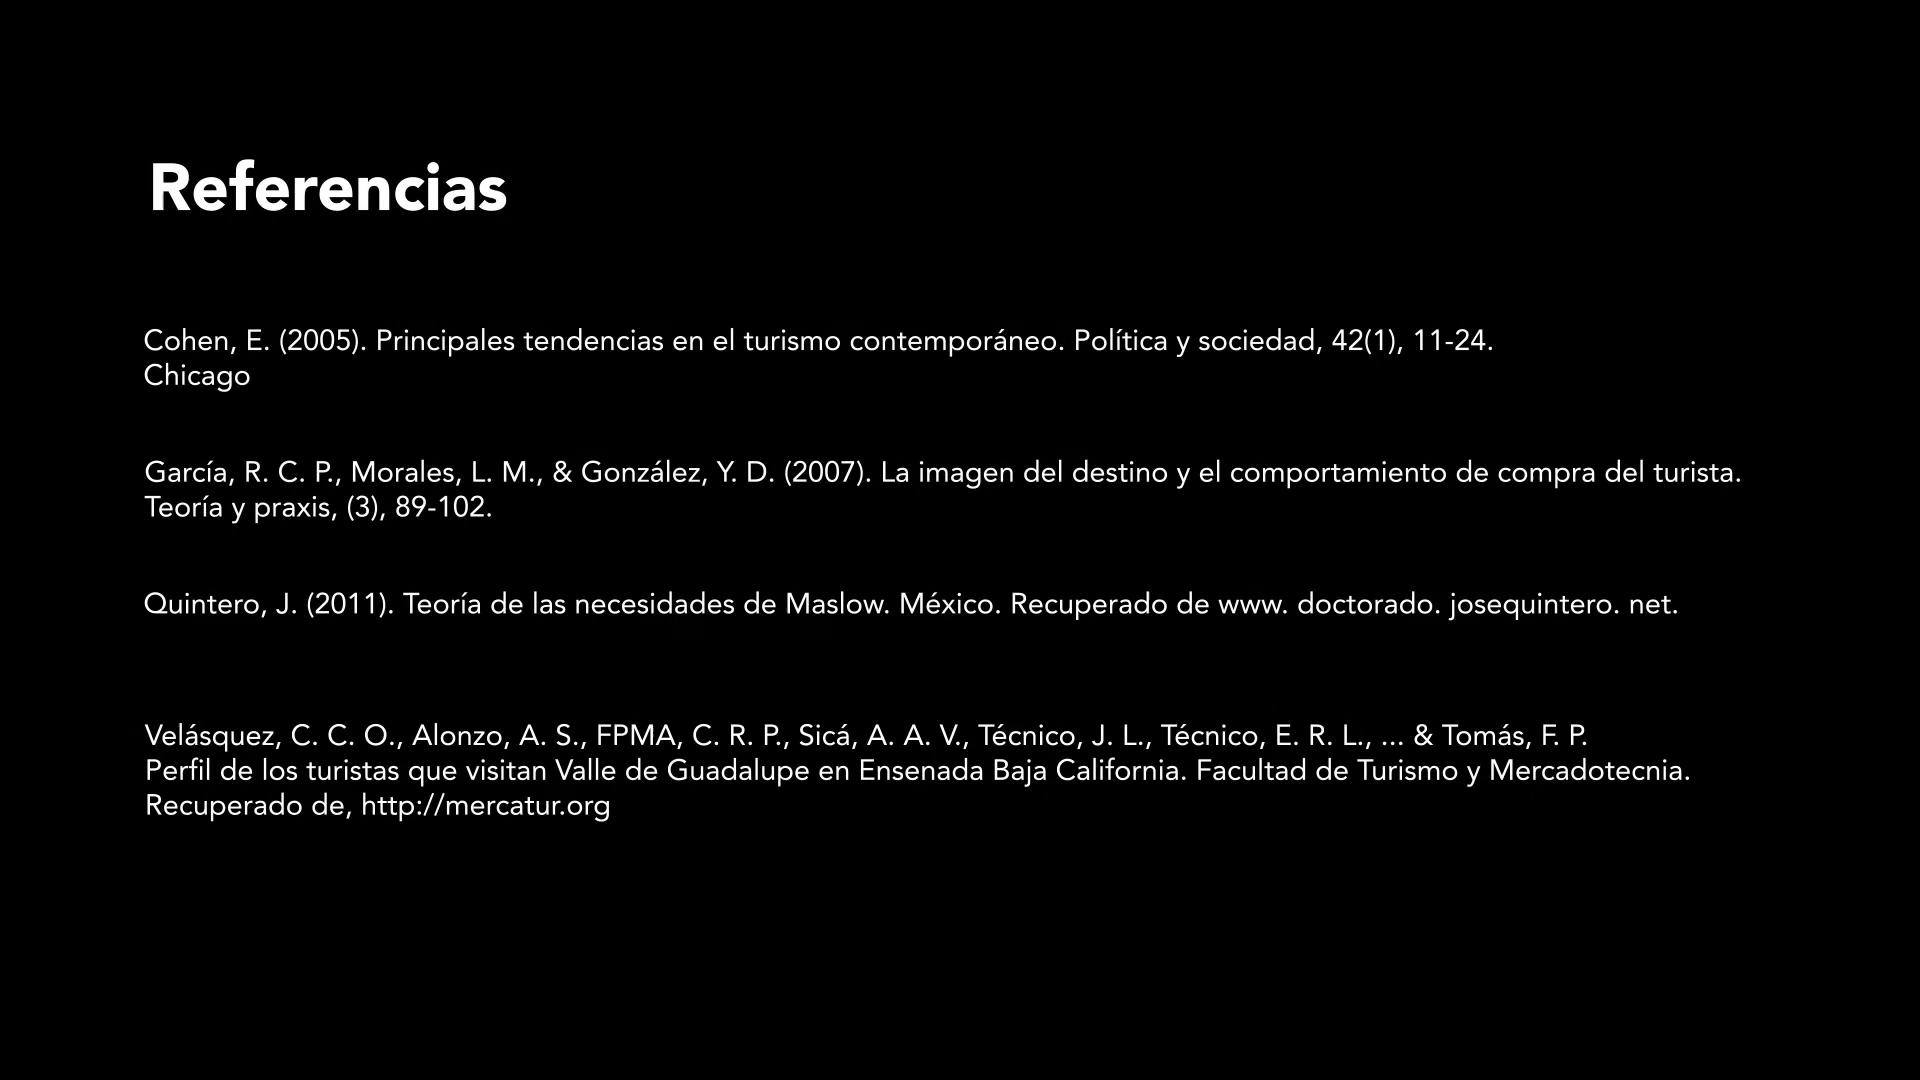 Referencias
Cohen, E. (2005). Principales tendencias en el turismo contemporáneo. Política y sociedad, 42(1), 11-24.
Chicago
García, R. C. P., Morales, L. M., & González, Y. D. (2007). La imagen del destino y el comportamiento de compra del turista.
Teoría y praxis, (3), 89-102.
Quintero, J. (2011). Teoría de las necesidades de Maslow. México. Recuperado de www. doctorado. josequintero. net.
Velásquez, C. C. O., Alonzo, A. S., FPMA, C. R. P., Sicá, A. A. V., Técnico, J. L., Técnico, E. R. L., ... & Tomás, F. P.
Perfil de los turistas que visitan Valle de Guadalupe en Ensenada Baja California. Facultad de Turismo y Mercadotecnia.
Recuperado de, http://mercatur.org